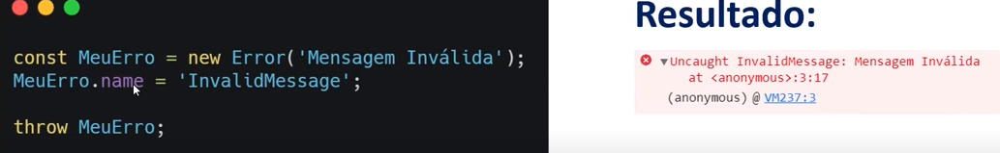 const MeuErro = new Error('Mensagem Inválida');
MeuErro.name = 'InvalidMessage';
throw MeuErro;
Resultado:
Uncaught InvalidMessage: Mensagem Inválida
at <anonymous>:3:17
(anonymous) @ VM237:3